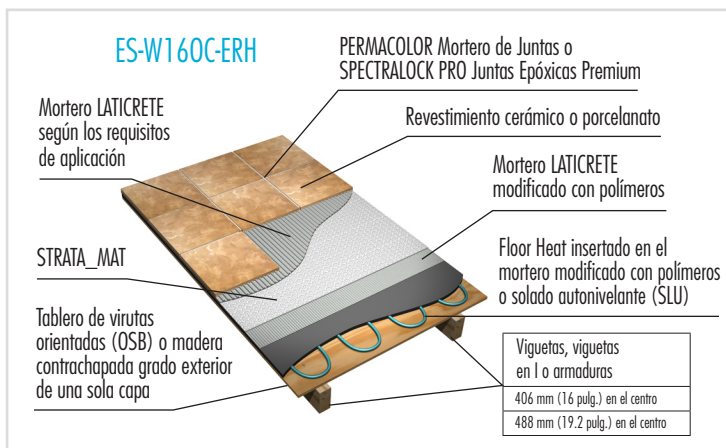 ES-W160C-ERH
PERMACOLOR Mortero de Juntas o
SPECTRALOCK PRO Juntas Epóxicas Premium
Mortero LATICRETE
según los requisitos
de aplicación
Revestimiento cerámico o porcelanato
Mortero LATICRETE
modificado con polímeros
STRATA_MAT
Floor Heat insertado en el
mortero modificado con polímeros
o solado autonivelante (SLU)
Tablero de virutas
orientadas (OSB) o madera
contrachapada grado exterior
de una sola capa
Viguetas, viguetas
en I o armaduras
406 mm (16 pulg.) en el centro
488 mm (19.2 pulg.) en el centro